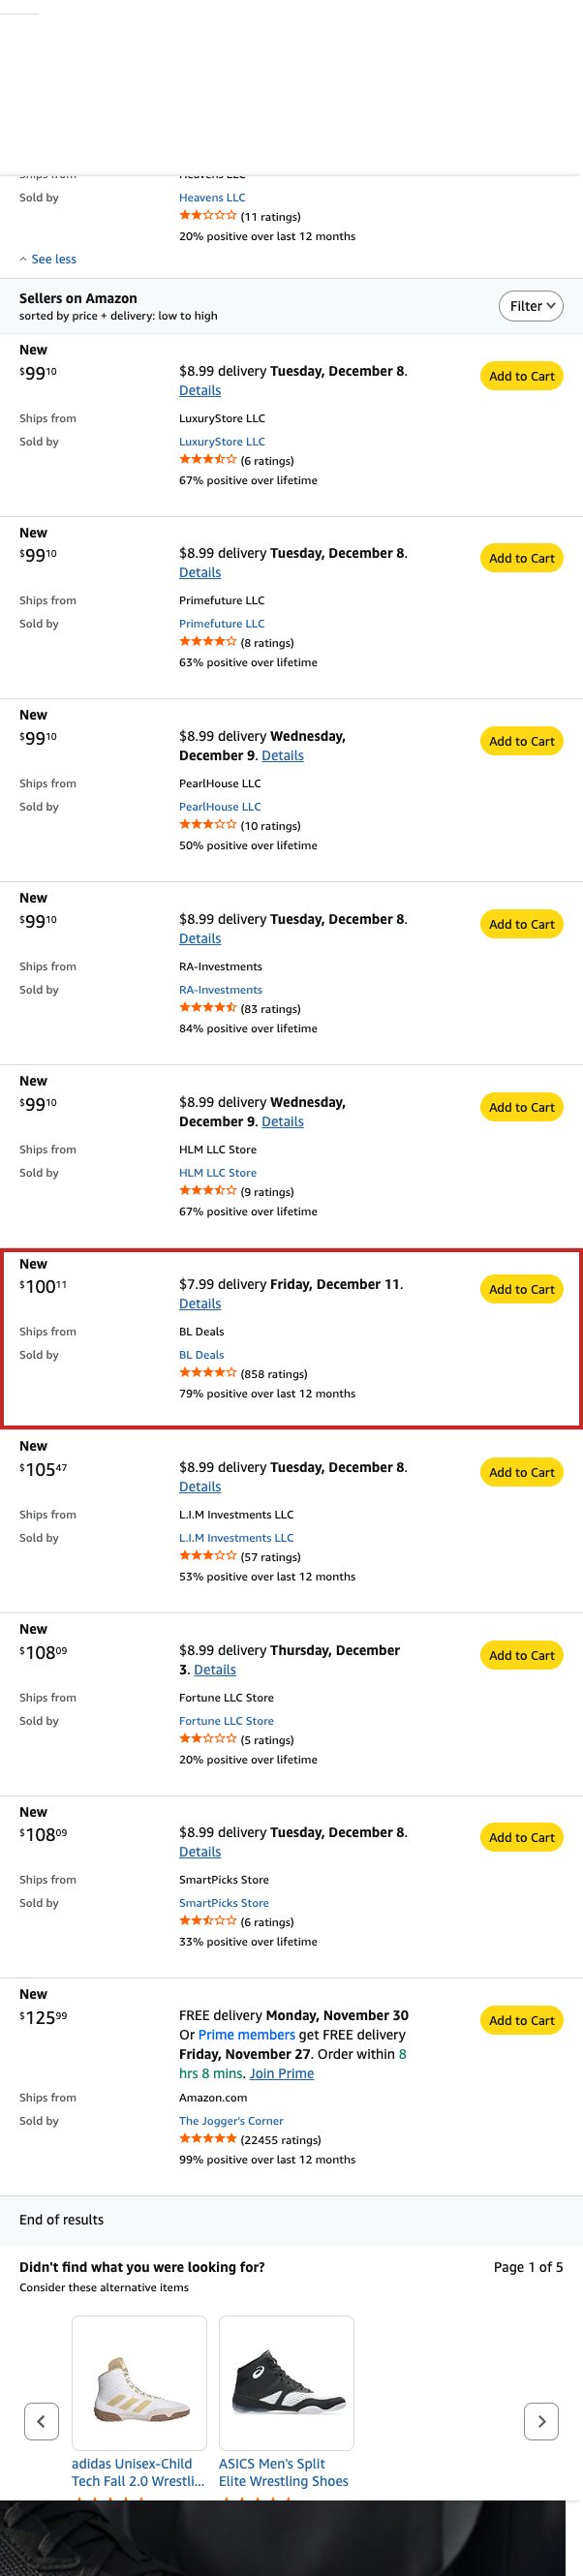 Sold by
Heavens LLC
(11 ratings)
20% positive over last 12 months
See less
Sellers on Amazon
sorted by price + delivery: low to high
Filter
New
$99.10
$8.99 delivery Tuesday, December 8.
Details
Add to Cart
Ships from
LuxuryStore LLC
Sold by
LuxuryStore LLC
(6 ratings)
67% positive over lifetime
New
$99.10
$8.99 delivery Tuesday, December 8.
Details
Add to Cart
Ships from
Primefuture LLC
Sold by
Primefuture LLC
(8 ratings)
63% positive over lifetime
New
$99.10
$8.99 delivery Wednesday,
December 9. Details
Add to Cart
Ships from
PearlHouse LLC
Sold by
PearlHouse LLC
(10 ratings)
50% positive over lifetime
New
$99.10
$8.99 delivery Tuesday, December 8.
Details
Add to Cart
Ships from
RA-Investments
Sold by
RA-Investments
(83 ratings)
84% positive over lifetime
New
$99.10
$8.99 delivery Wednesday,
December 9. Details
Add to Cart
Ships from
HLM LLC Store
Sold by
HLM LLC Store
(9 ratings)
67% positive over lifetime
New
$100.11
$7.99 delivery Friday, December 11.
Details
Add to Cart
Ships from
BL Deals
Sold by
BL Deals
(858 ratings)
79% positive over last 12 months
New
$105.47
$8.99 delivery Tuesday, December 8.
Details
Add to Cart
Ships from
L.I.M Investments LLC
Sold by
L.I.M Investments LLC
(57 ratings)
53% positive over last 12 months
New
$108.09
$8.99 delivery Thursday, December
3. Details
Add to Cart
Ships from
Fortune LLC Store
Sold by
Fortune LLC Store
(5 ratings)
20% positive over lifetime
New
$108.09
$8.99 delivery Tuesday, December 8.
Details
Add to Cart
Ships from
SmartPicks Store
Sold by
SmartPicks Store
(6 ratings)
33% positive over lifetime
New
$125.99
FREE delivery Monday, November 30
Or Prime members get FREE delivery
Friday, November 27. Order within 8
hrs 8 mins. Join Prime
Add to Cart
Ships from
Amazon.com
Sold by
The Jogger's Corner
(22455 ratings)
99% positive over last 12 months
End of results
Didn't find what you were looking for?
Page 1 of 5
Consider these alternative items
adidas Unisex-Child
Tech Fall 2.0 Wrestli...
ASICS Men's Split
Elite Wrestling Shoes